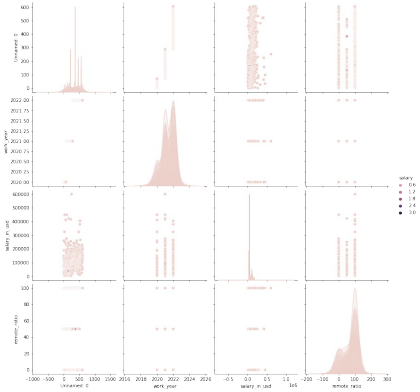 600
500
400
300
200
100
0
Unnamed: 0
2022.00
2021.75
2021.50
2021.25
2021.00
2020.75
2020.50
2020.25
2020.00
work_year
salary
0.6
1.2
1.8
2.4
3.0
600000
500000
400000
300000
200000
100000
0
salary_in_usd
100
80
60
40
20
0
remote_ratio
-1000 -500 0 500 1000 1500
Unnamed: 0
2016 2018 2020 2022 2024 2026
work_year
-0.5 0.0 0.5 1.0
1e6
salary_in_usd
-200 -100 0 100 200 300
remote_ratio